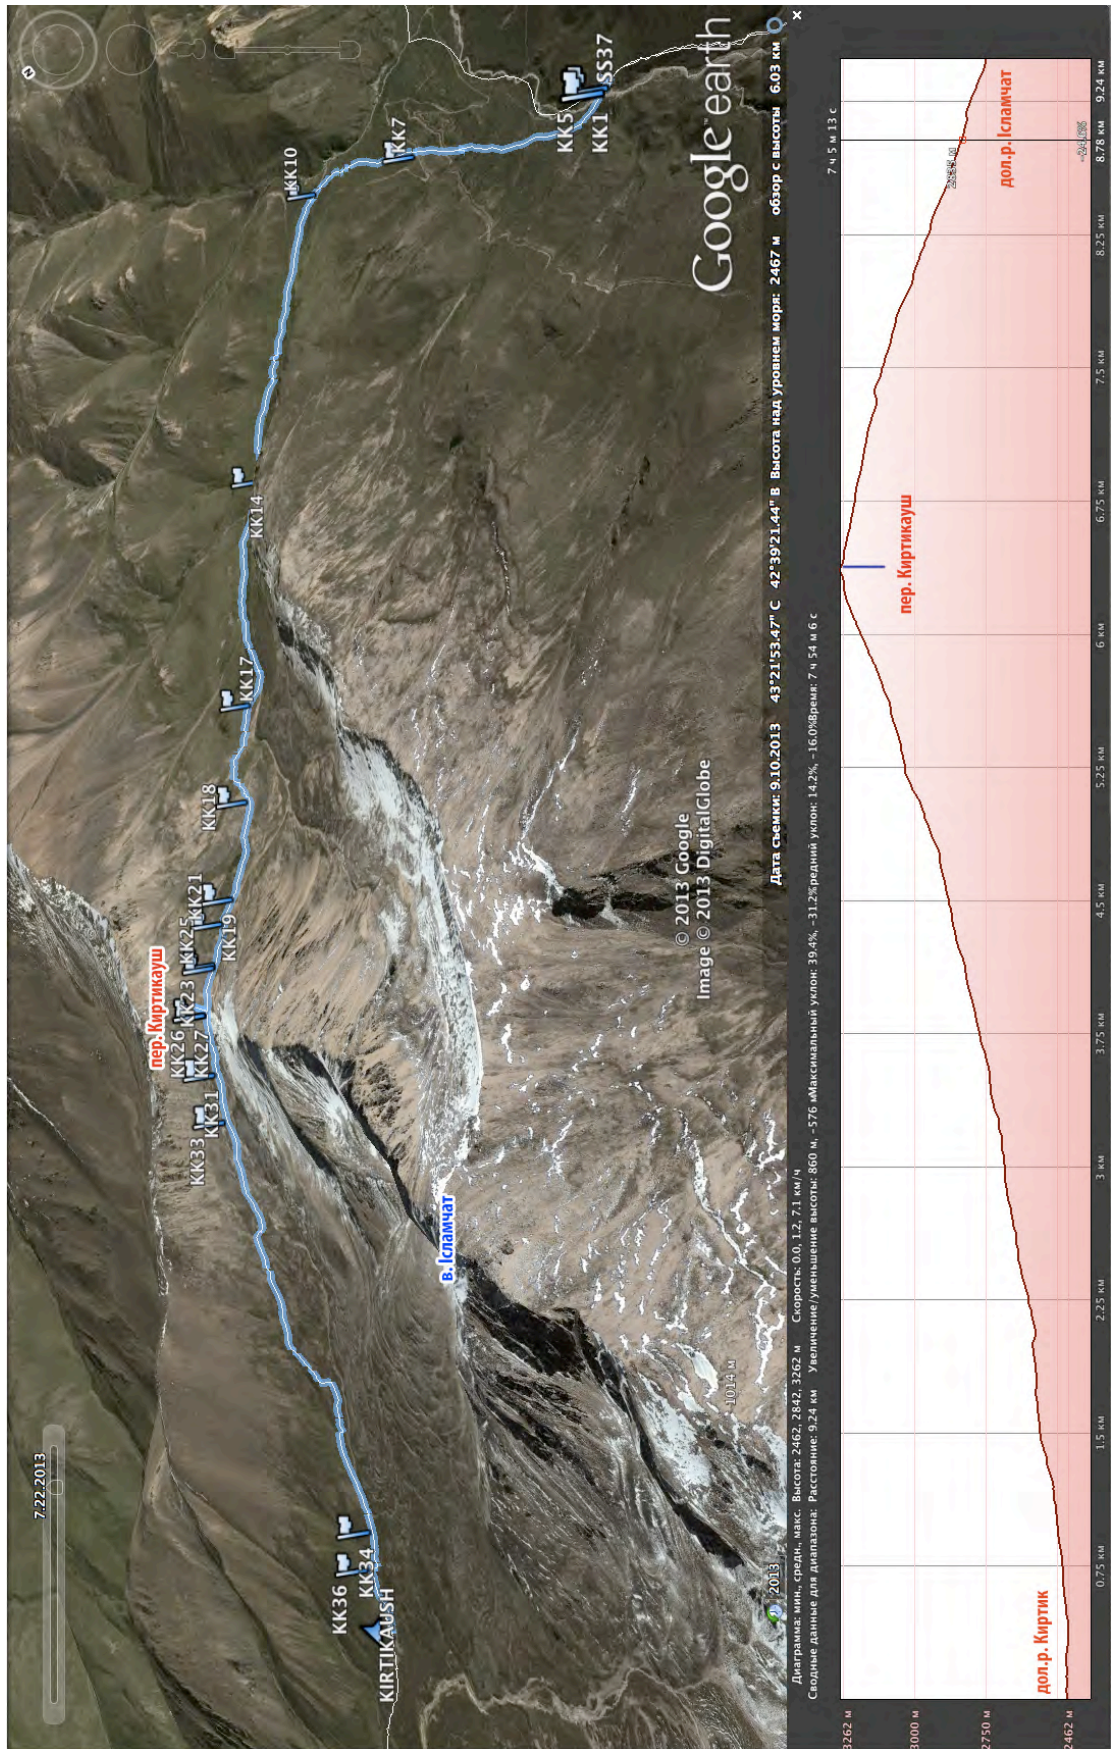 7.22.2013
KK36
KK34
KIRTIKAUSH
KK33
KK31
KK26
KK27
пер. Киртикауш
KK23
KK25
KK19
KK21
KK18
KK17
KK14
KK10
KK7
KK5
KK1
SS37
в. Ісламчат
1014 м
2013
© 2013 Google
Image © 2013 DigitalGlobe
Google earth
Дата съемки: 9.10.2013 43°21'53.47" С 42°39'21.44" В Высота над уровнем моря: 2467 м обзор с высоты 6.03 км
Диаграмма: мин., средн., макс. Высота: 2462, 2842, 3262 м Скорость: 0.0, 1.2, 7.1 км/ч
Сводные данные для диапазона: Расстояние: 9.24 км Увеличение/уменьшение высоты: 860 м, -576 м Максимальный уклон: 39.4%, -31.2% редний уклон: 14.2%, -16.0% Время: 7 ч 54 м 6 с
7 ч 5 м 13 с
3262 м
3000 м
2750 м
2462 м
дол.р. Киртик
пер. Киртикауш
дол.р. Ісламчат
2835 м
0.75 км
1.5 км
2.25 км
3 км
3.75 км
4.5 км
5.25 км
6 км
6.75 км
7.5 км
8.25 км
8.78 км
9.24 км